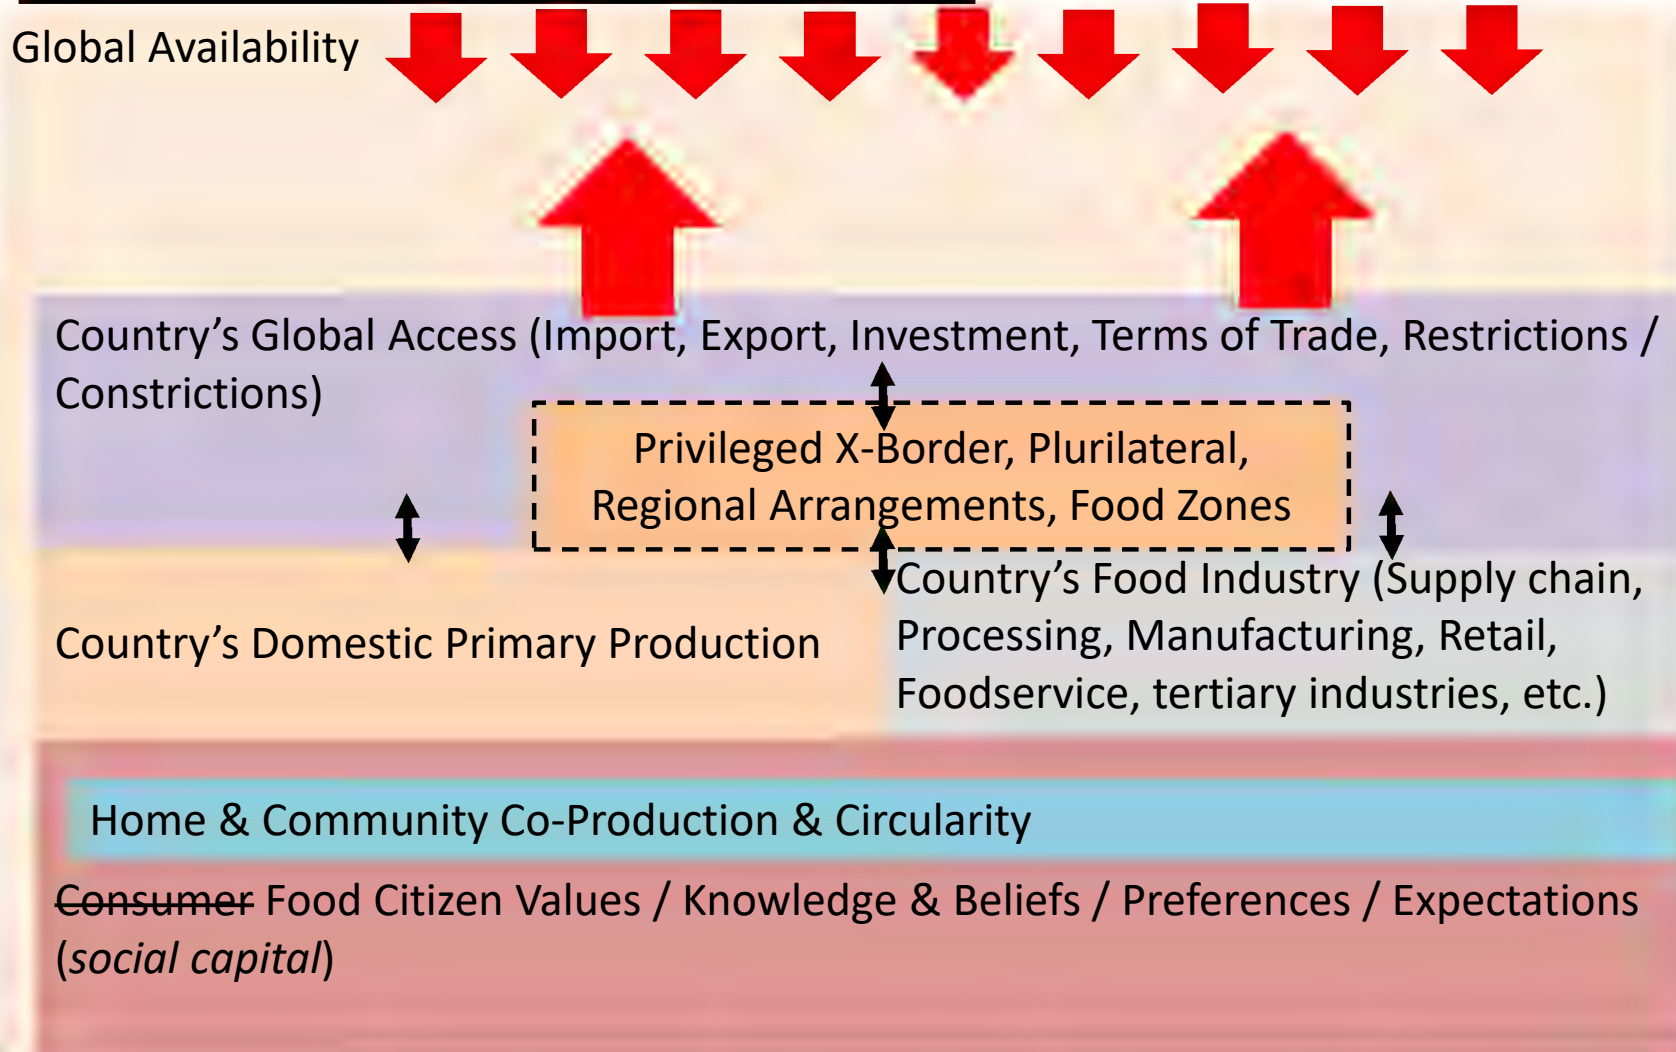 Global Availability
Country’s Global Access (Import, Export, Investment, Terms of Trade, Restrictions /
Constrictions)
Privileged X-Border, Plurilateral,
Regional Arrangements, Food Zones
Country’s Domestic Primary Production
Country’s Food Industry (Supply chain,
Processing, Manufacturing, Retail,
Foodservice, tertiary industries, etc.)
Home & Community Co-Production & Circularity
Consumer Food Citizen Values / Knowledge & Beliefs / Preferences / Expectations
(social capital)